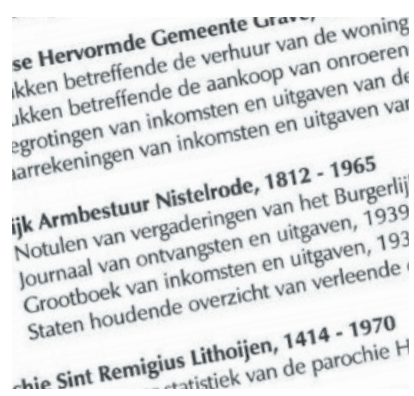 se Hervormde Gemeente Grave,
ukken betreffende de verhuur van de woning
ukken betreffende de aankoop van onroeren
egrotingen van inkomsten en uitgaven van de
aarrekeningen van inkomsten en uitgaven van
ijk Armbestuur Nistelrode, 1812 - 1965
Notulen van vergaderingen van het Burgerlij
Journaal van ontvangsten en uitgaven, 1939
Grootboek van inkomsten en uitgaven, 193
Staten houdende overzicht van verleende
chie Sint Remigius Lithoijen, 1414 - 1970
statistiek van de parochie H